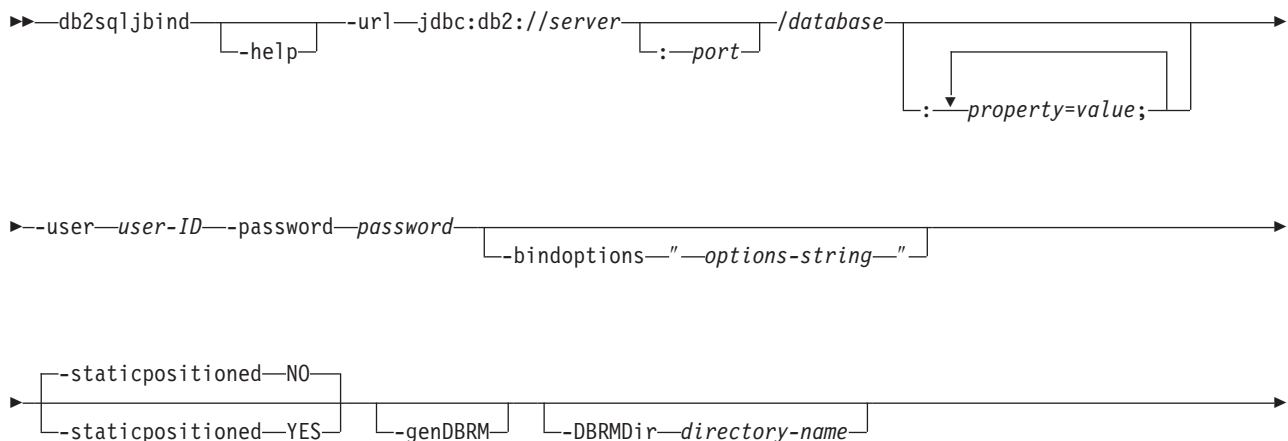 db2sqljbind -url jdbc:db2://server /database
-help : port
: property=value;
-user user-ID -password password
-bindoptions " options-string "
-staticpositioned NO
-staticpositioned YES -genDBRM -DBRMDir directory-name